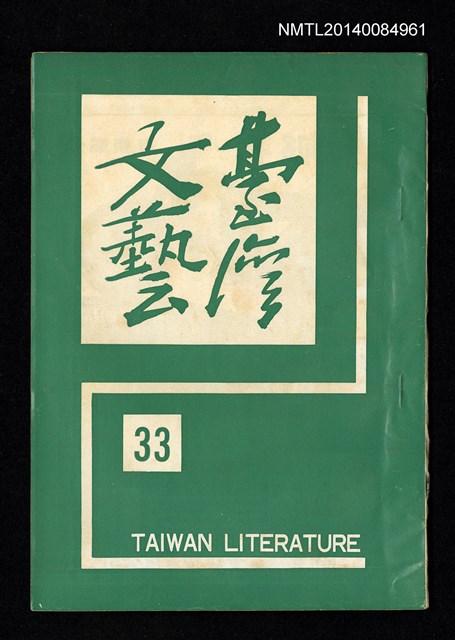 NMTL20140084961
臺灣
文藝
33
TAIWAN LITERATURE